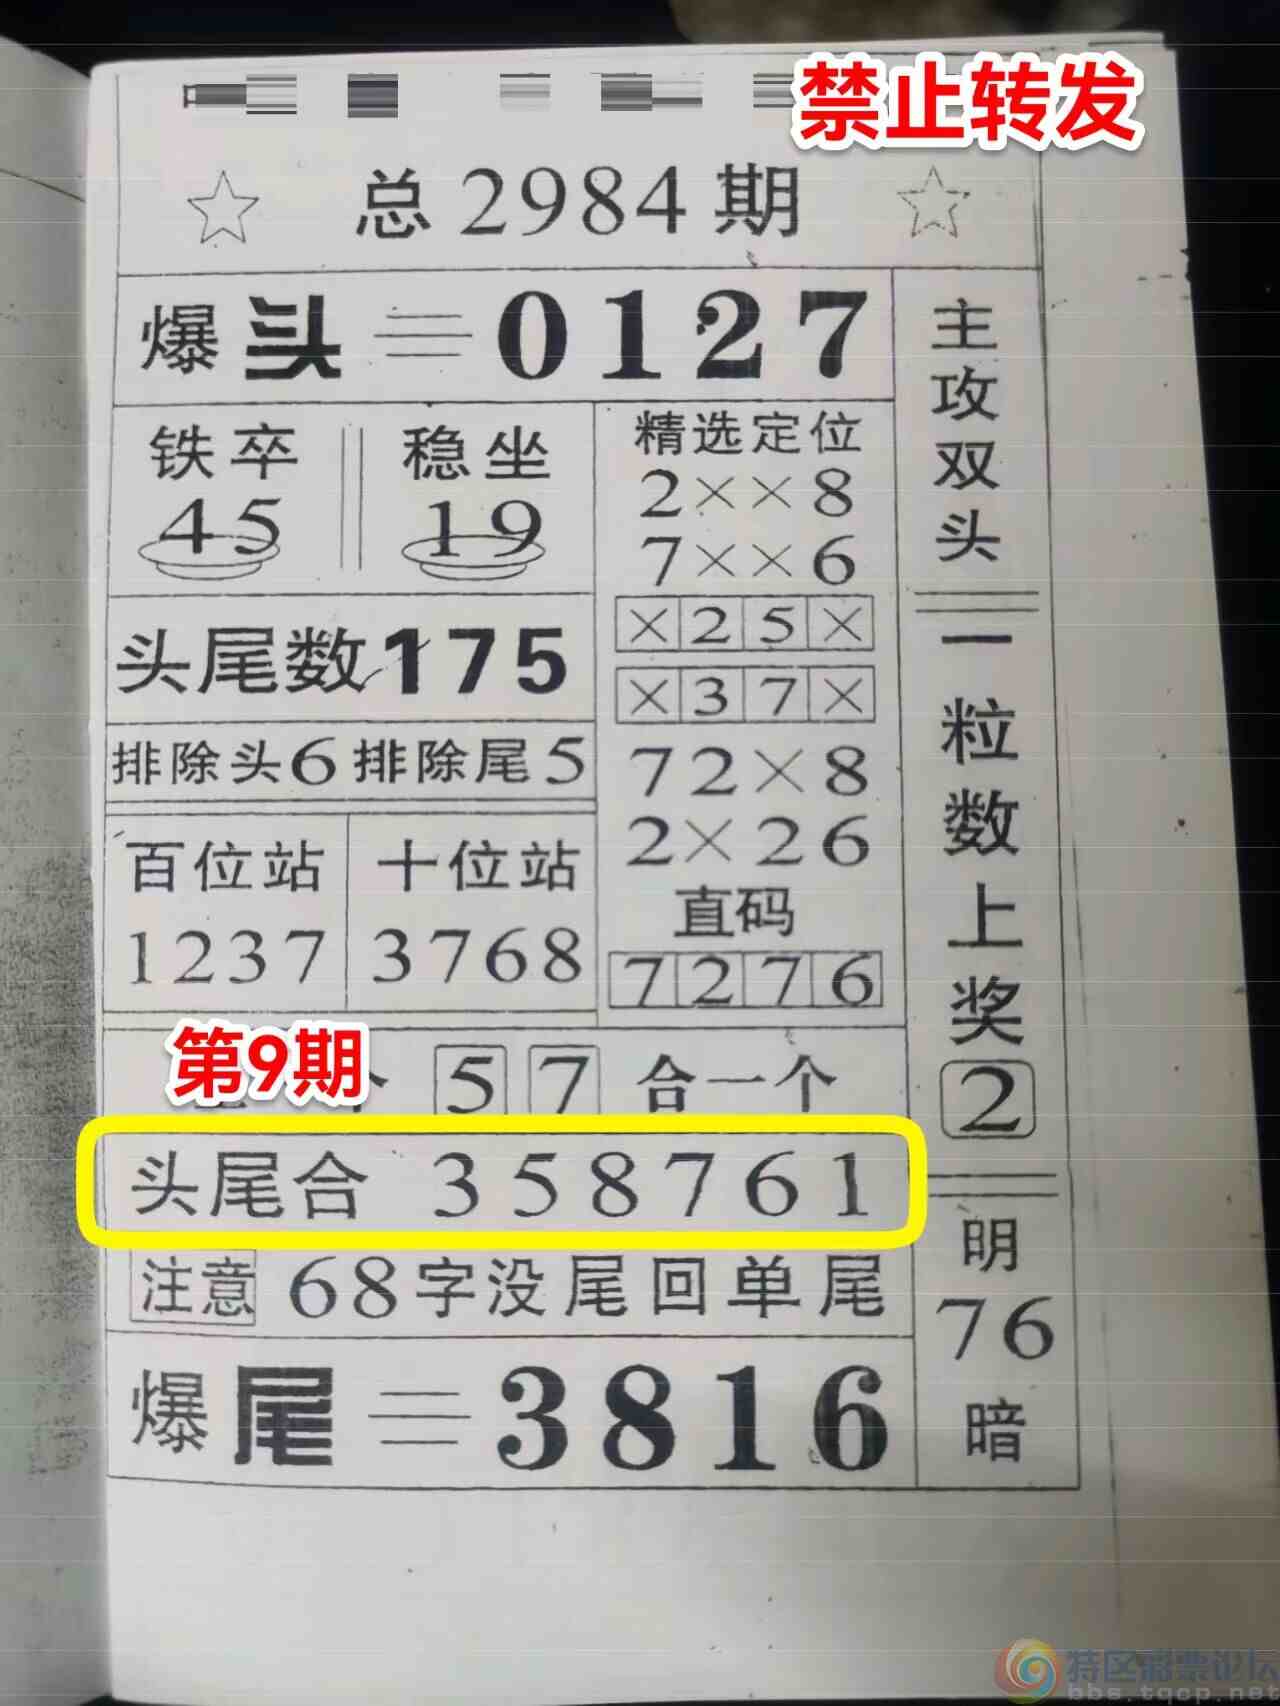 禁止转发
☆ 总2984期 ☆
爆头=0127
铁卒 45
稳坐 19
头尾数175
排除头6 排除尾5
百位站 1237
十位站 3768
精选定位
2××8
7××6
×25×
×37×
72×8
2×26
直码
7276
主攻双头
一粒数上奖
2
明
76
暗
第9期
57合一个
头尾合 358761
注意 68字没尾回单尾
爆尾=3816
特区彩票论坛
bbs.tqcp.net